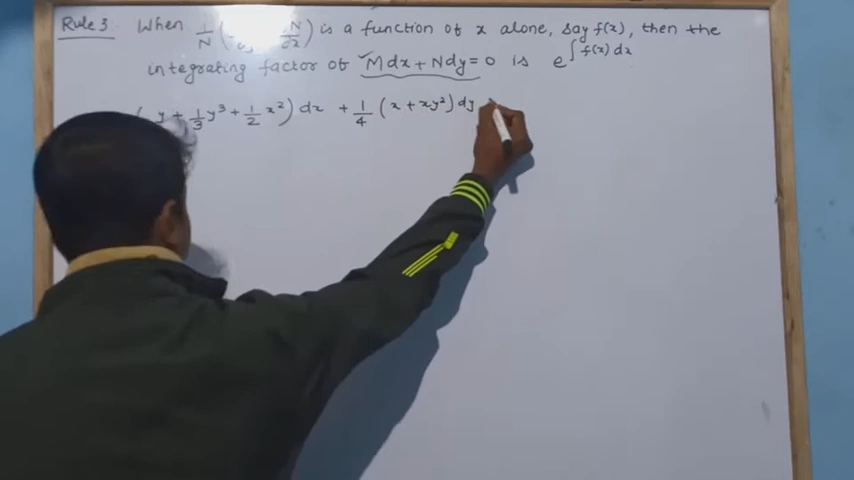 Rule 3 When 1/N ( ∂y - ∂N/∂x ) is a function of x alone, say f(x), then the
integrating factor of Mdx + Ndy = 0 is e^∫f(x)dx
( y + 1/3 y³ + 1/2 x² ) dx + 1/4 (x + xy²) dy